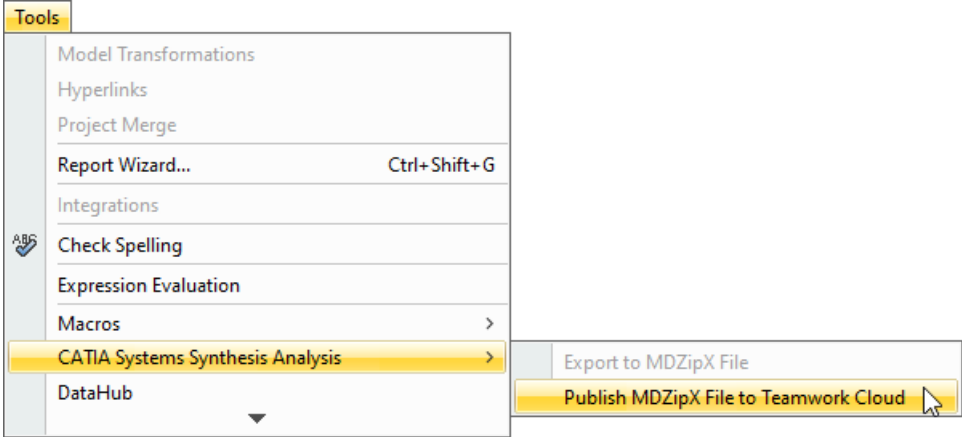 Tools
Model Transformations
Hyperlinks
Project Merge
Report Wizard... Ctrl+Shift+G
Integrations
ABC Check Spelling
Expression Evaluation
Macros
CATIA Systems Synthesis Analysis
DataHub
Export to MDZipX File
Publish MDZipX File to Teamwork Cloud